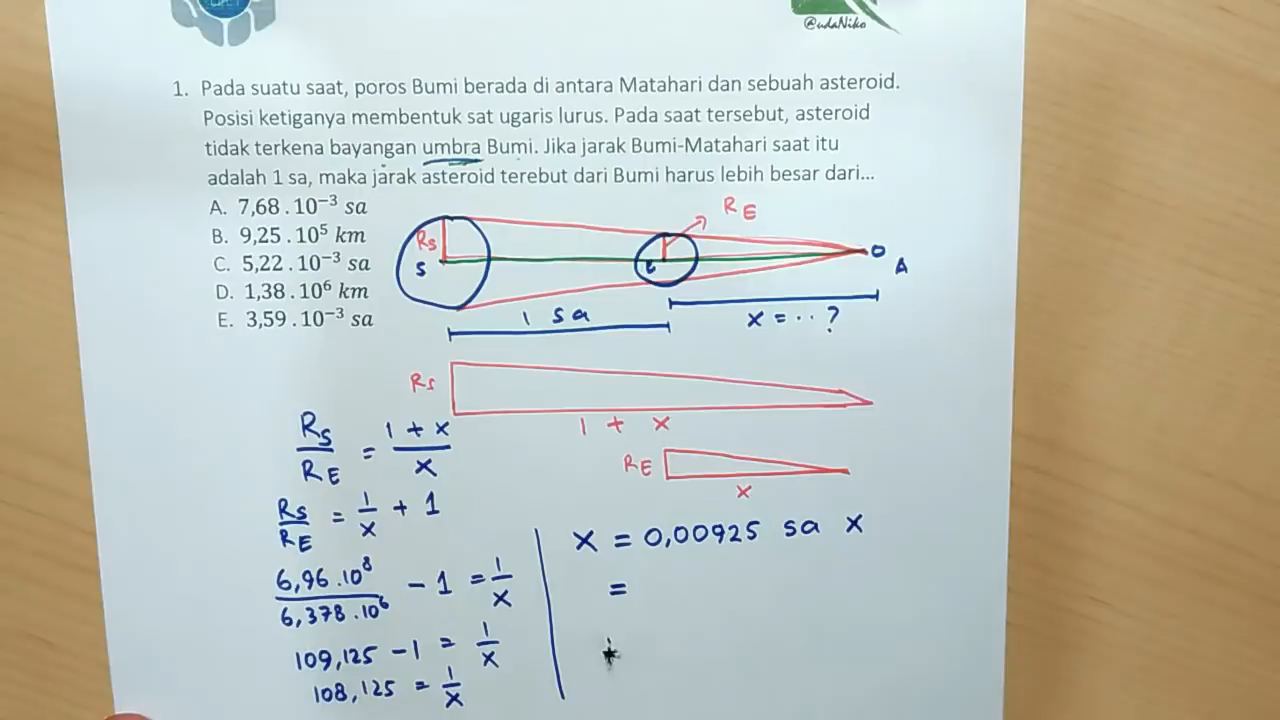 @udaNiko
1. Pada suatu saat, poros Bumi berada di antara Matahari dan sebuah asteroid.
Posisi ketiganya membentuk sat ugaris lurus. Pada saat tersebut, asteroid
tidak terkena bayangan umbra Bumi. Jika jarak Bumi-Matahari saat itu
adalah 1 sa, maka jarak asteroid terebut dari Bumi harus lebih besar dari...
A. 7,68 . 10⁻³ sa
B. 9,25 . 10⁵ km
C. 5,22 . 10⁻³ sa
D. 1,38 . 10⁶ km
E. 3,59 . 10⁻³ sa
RE
Rs
S
E
A
1 sa
x = .. ?
Rs
1 + x
RE
x
Rs/RE = 1 + x/x
Rs/RE = 1/x + 1
6,96 . 10⁸/6,378 . 10⁶ - 1 = 1/x
109,125 - 1 = 1/x
108,125 = 1/x
x = 0,00925 sa x
=